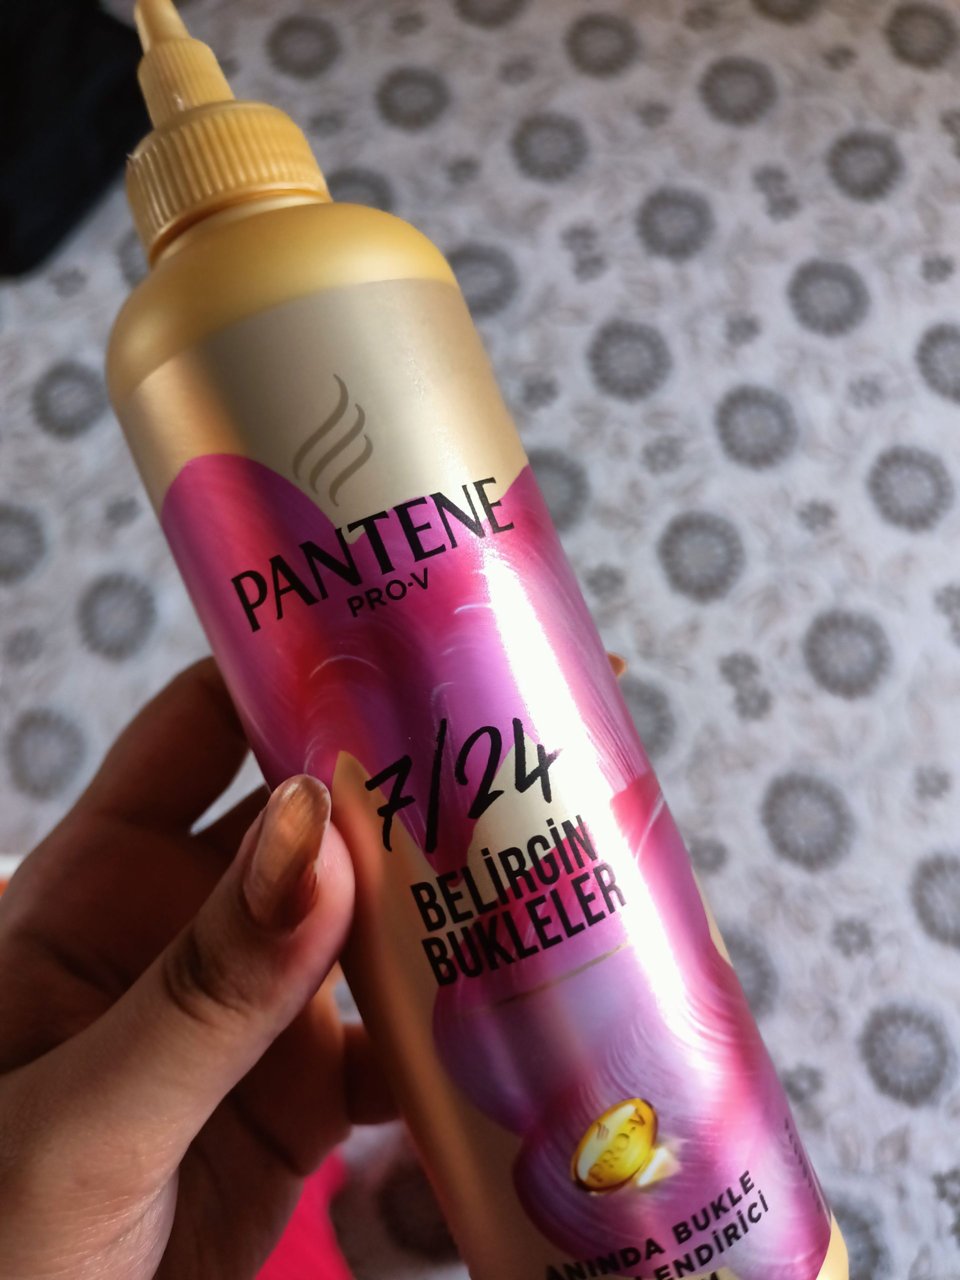 PANTENE
PRO-V
7/24
BELİRGİN
BUKLELER
PRO-V
ANINDA BUKLE